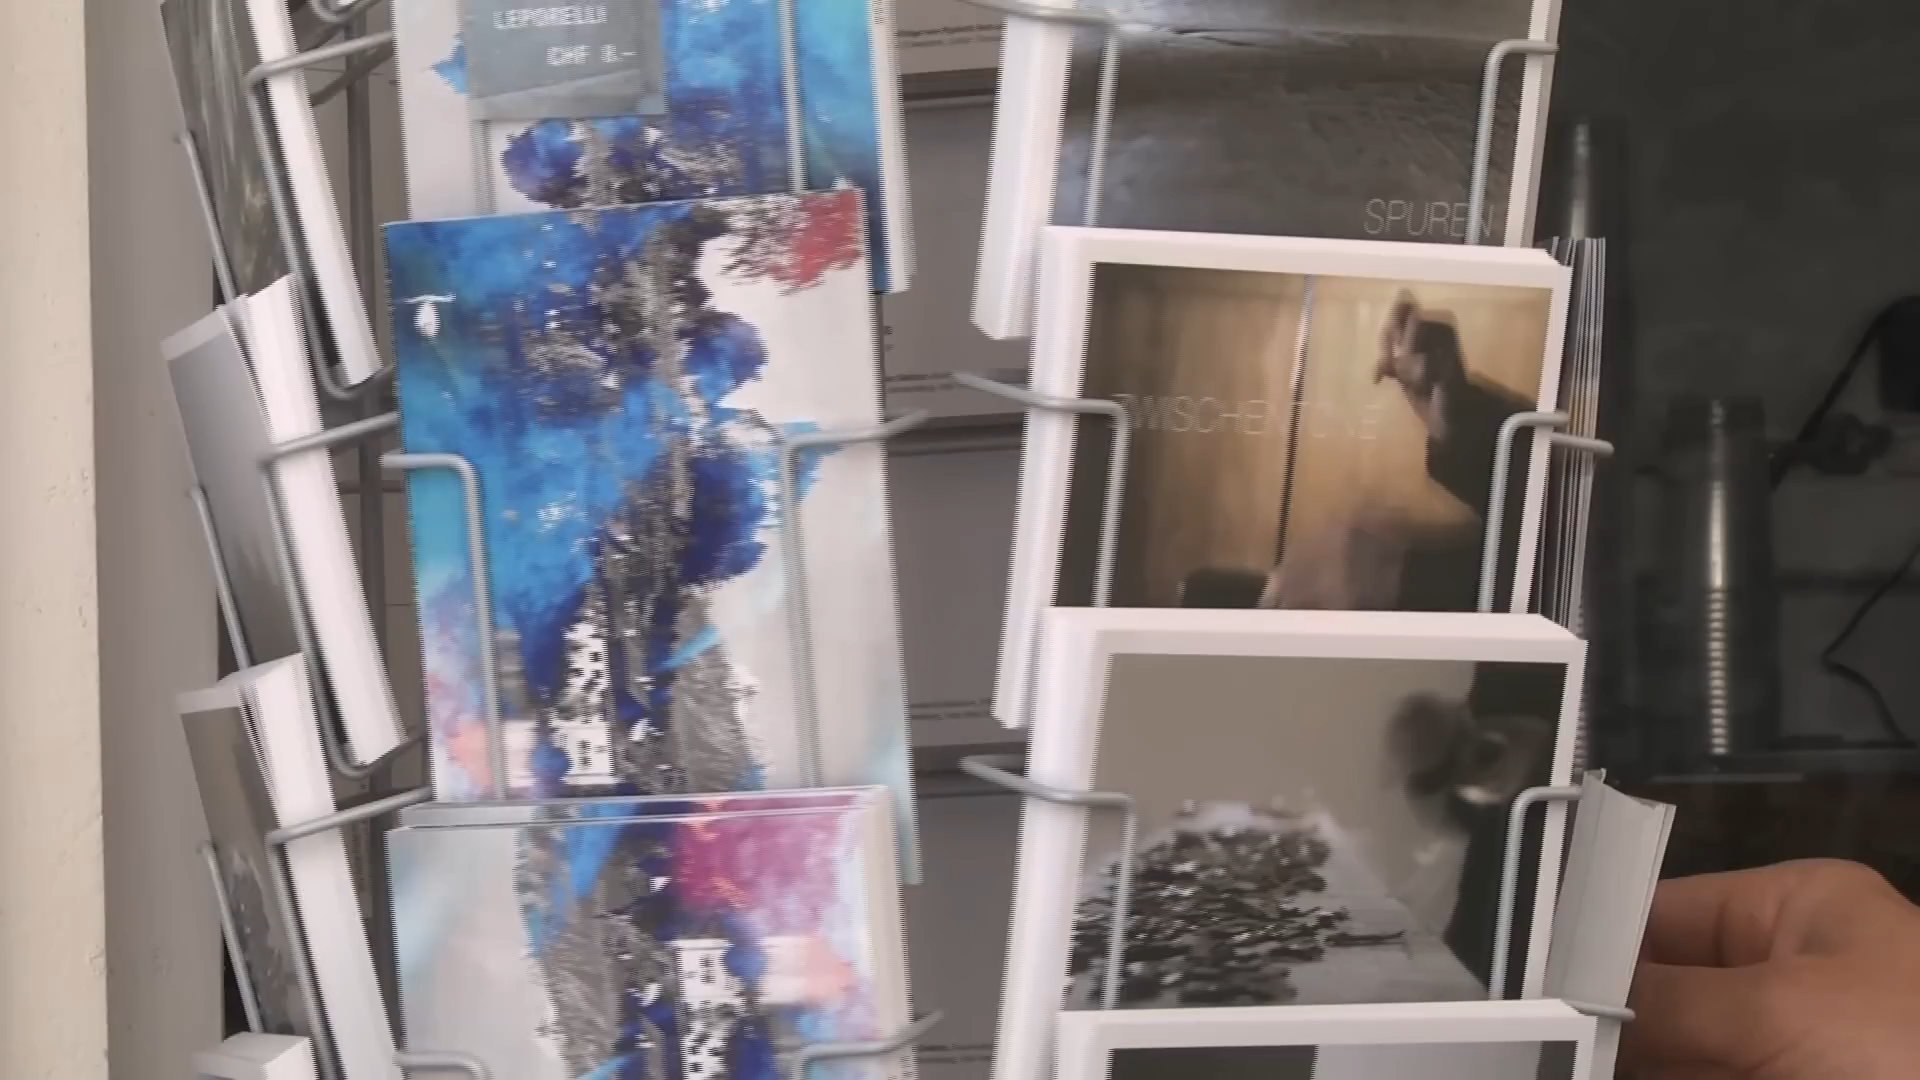 LEPORELLI
CHF 8.–
SPUREN
ZWISCHENTÖNE